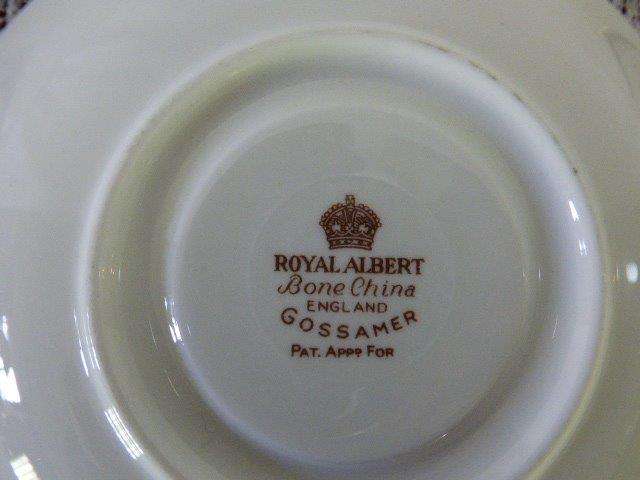 ROYAL ALBERT
Bone China
ENGLAND
GOSSAMER
PAT. APPD FOR